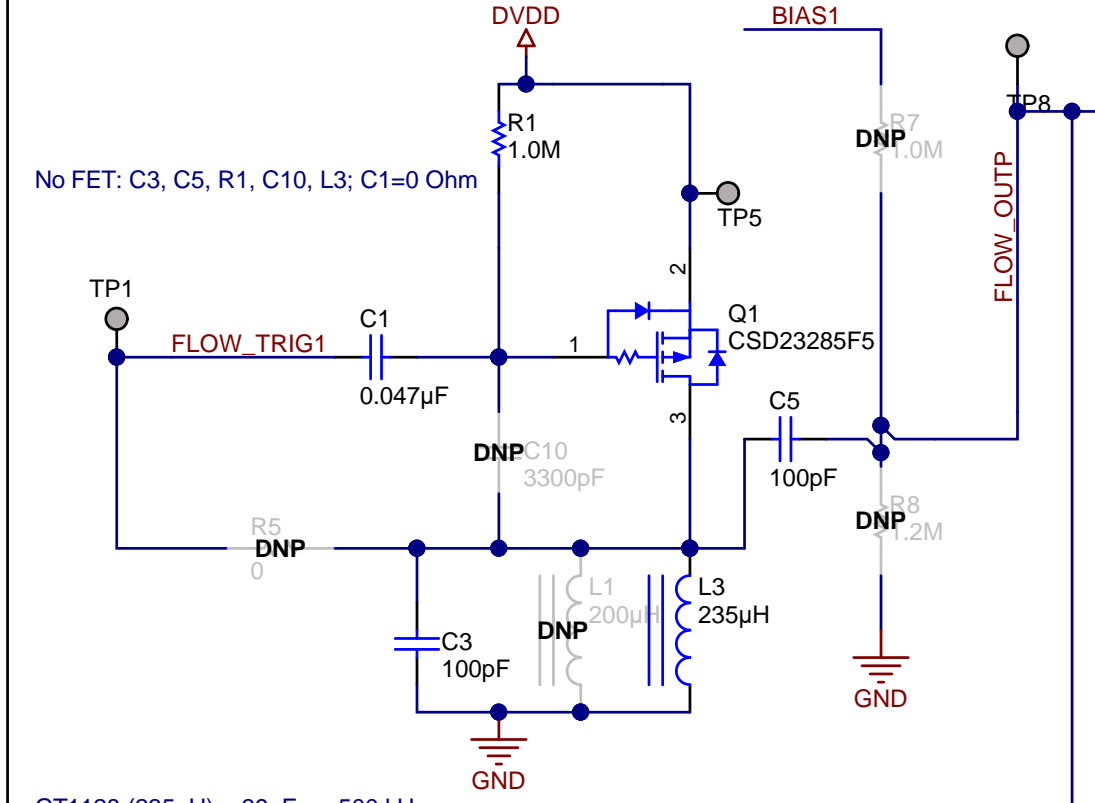 DVDD
BIAS1
TP8
R1
1.0M
DNP
R7
1.0M
No FET: C3, C5, R1, C10, L3; C1=0 Ohm
TP5
FLOW_OUTP
2
TP1
C1
FLOW_TRIG1
1
Q1
CSD23285F5
0.047µF
3
C5
100pF
DNP
C10
3300pF
R8
DNP
1.2M
R5
DNP
0
L1
200µH
DNP
L3
235µH
C3
100pF
GND
GND